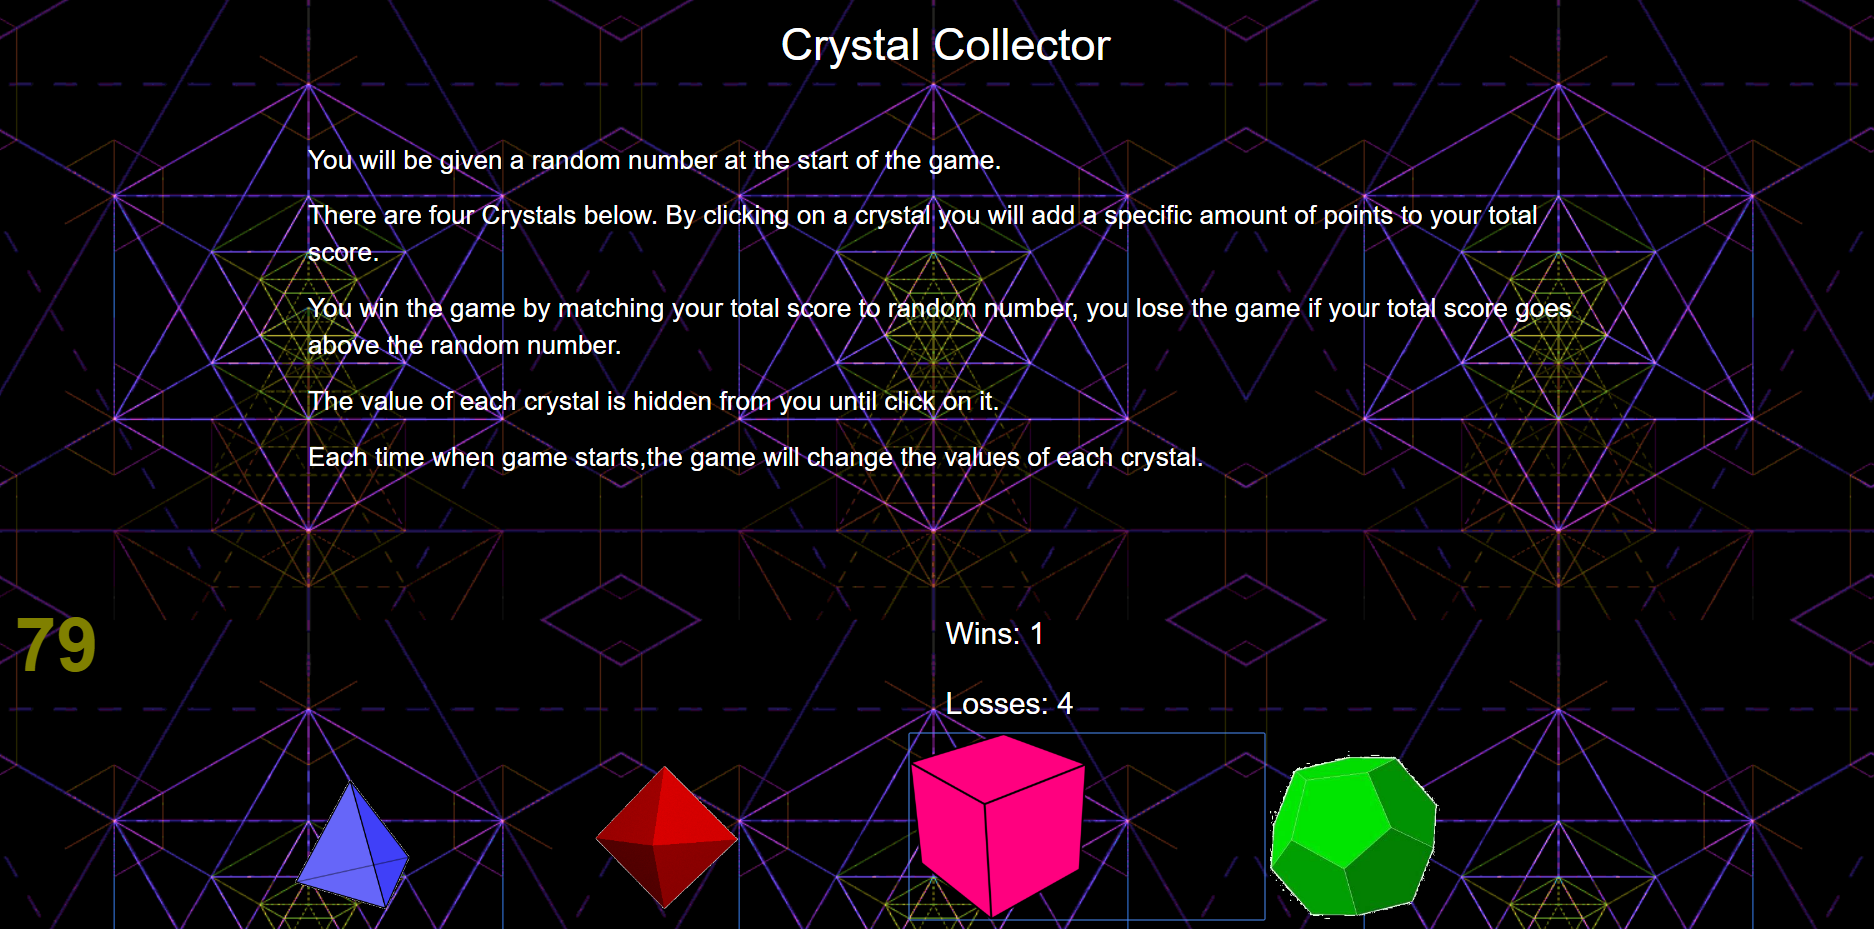 Crystal Collector
You will be given a random number at the start of the game.
There are four Crystals below. By clicking on a crystal you will add a specific amount of points to your total
score.
You win the game by matching your total score to random number, you lose the game if your total score goes
above the random number.
The value of each crystal is hidden from you until click on it.
Each time when game starts,the game will change the values of each crystal.
79
Wins: 1
Losses: 4